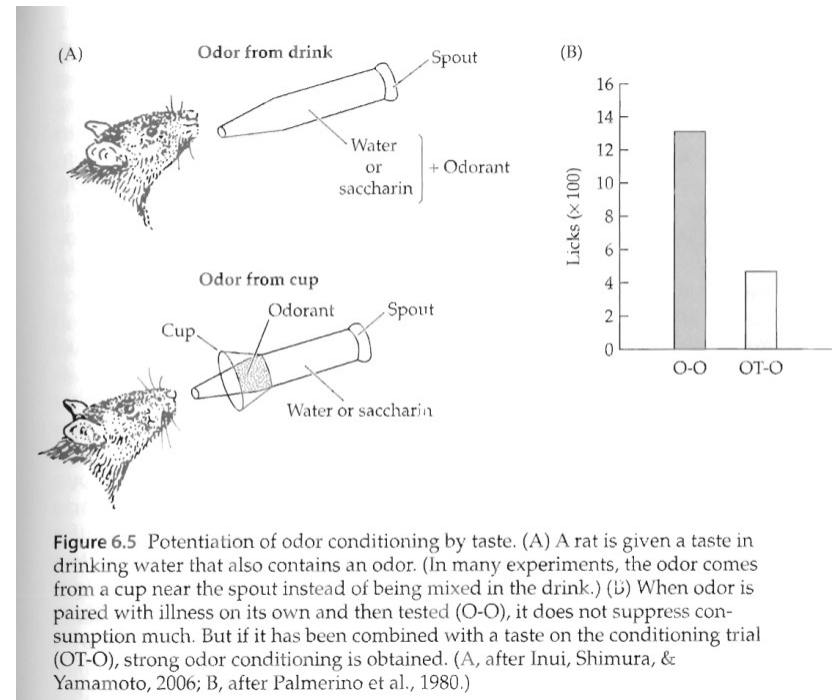 (A)
Odor from drink
Spout
Water
or
saccharin
+ Odorant
Odor from cup
Odorant
Spout
Cup
Water or saccharin
(B)
16
14
12
10
8
6
4
2
0
Licks (× 100)
O-O OT-O
Figure 6.5 Potentiation of odor conditioning by taste. (A) A rat is given a taste in
drinking water that also contains an odor. (In many experiments, the odor comes
from a cup near the spout instead of being mixed in the drink.) (B) When odor is
paired with illness on its own and then tested (O-O), it does not suppress con-
sumption much. But if it has been combined with a taste on the conditioning trial
(OT-O), strong odor conditioning is obtained. (A, after Inui, Shimura, &
Yamamoto, 2006; B, after Palmerino et al., 1980.)